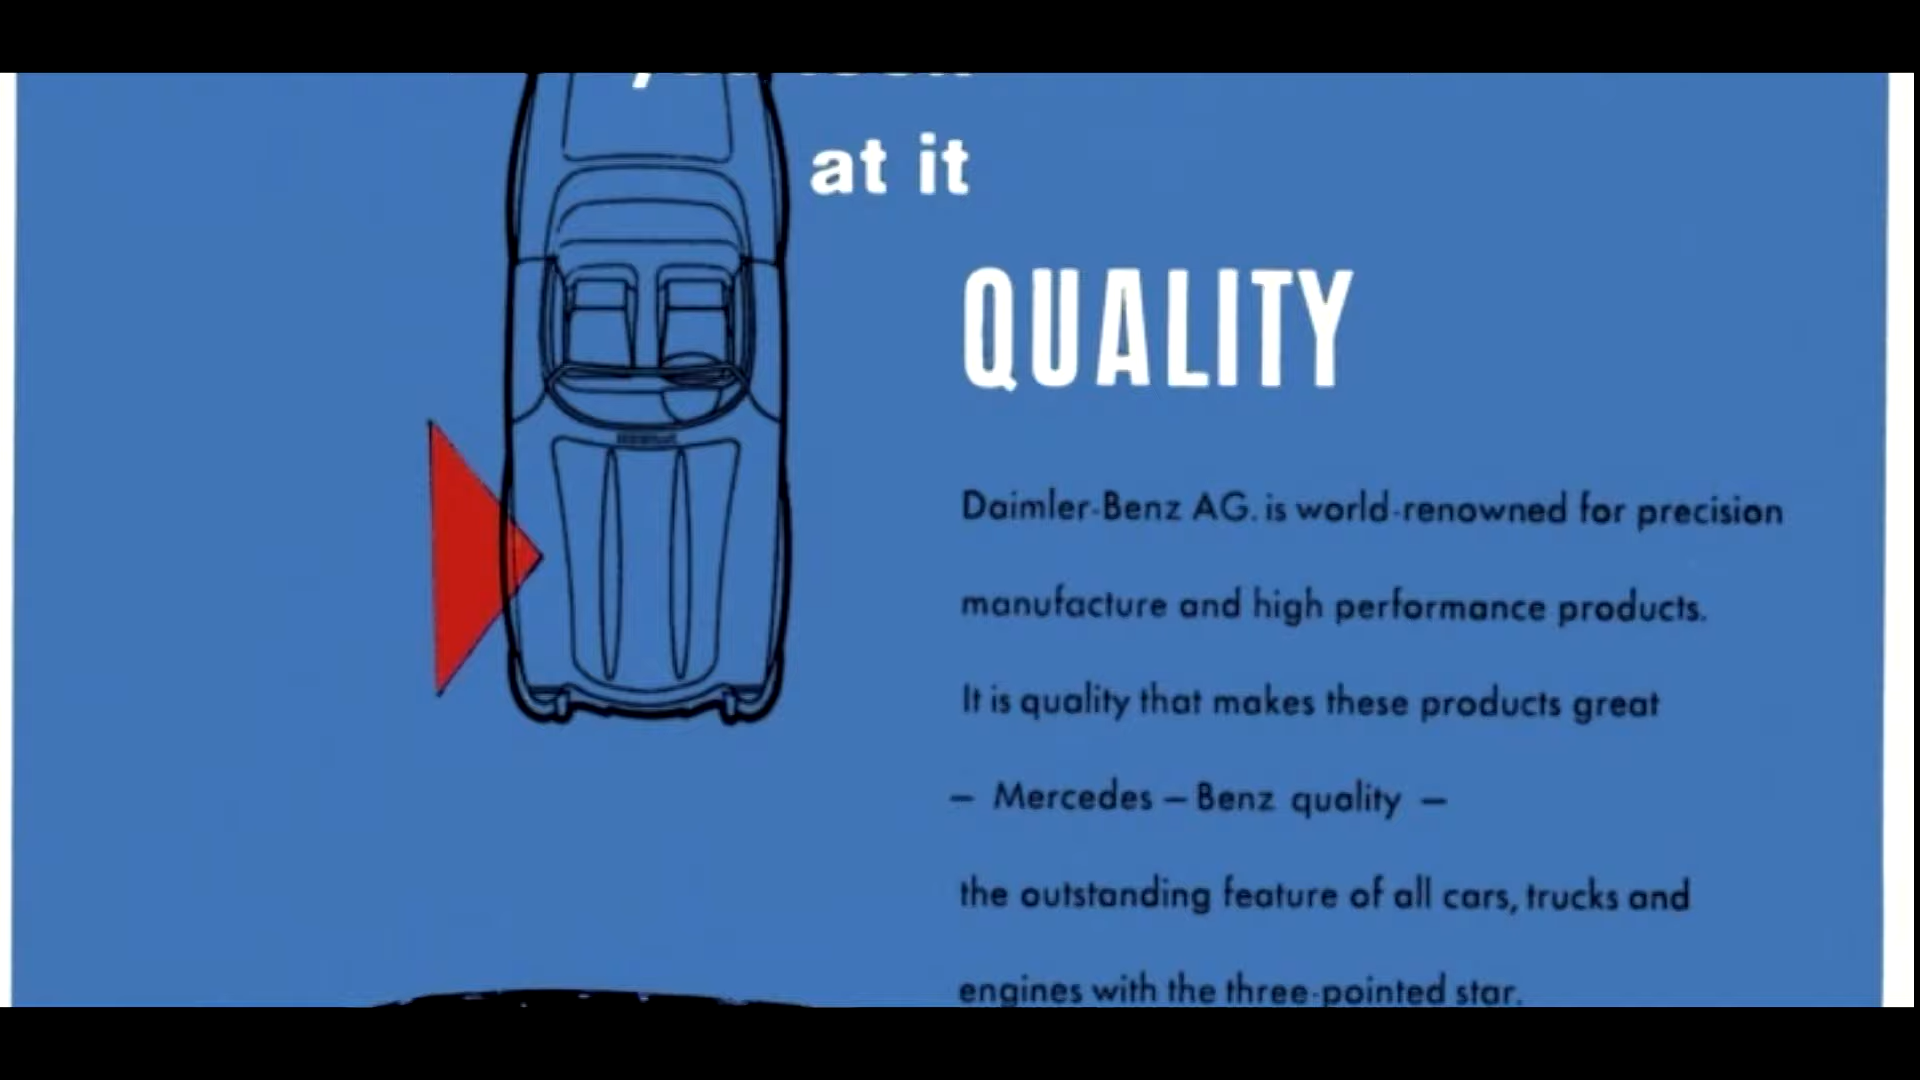 at it
QUALITY
Daimler-Benz AG. is world-renowned for precision
manufacture and high performance products.
It is quality that makes these products great
– Mercedes – Benz quality –
the outstanding feature of all cars, trucks and
engines with the three-pointed star.